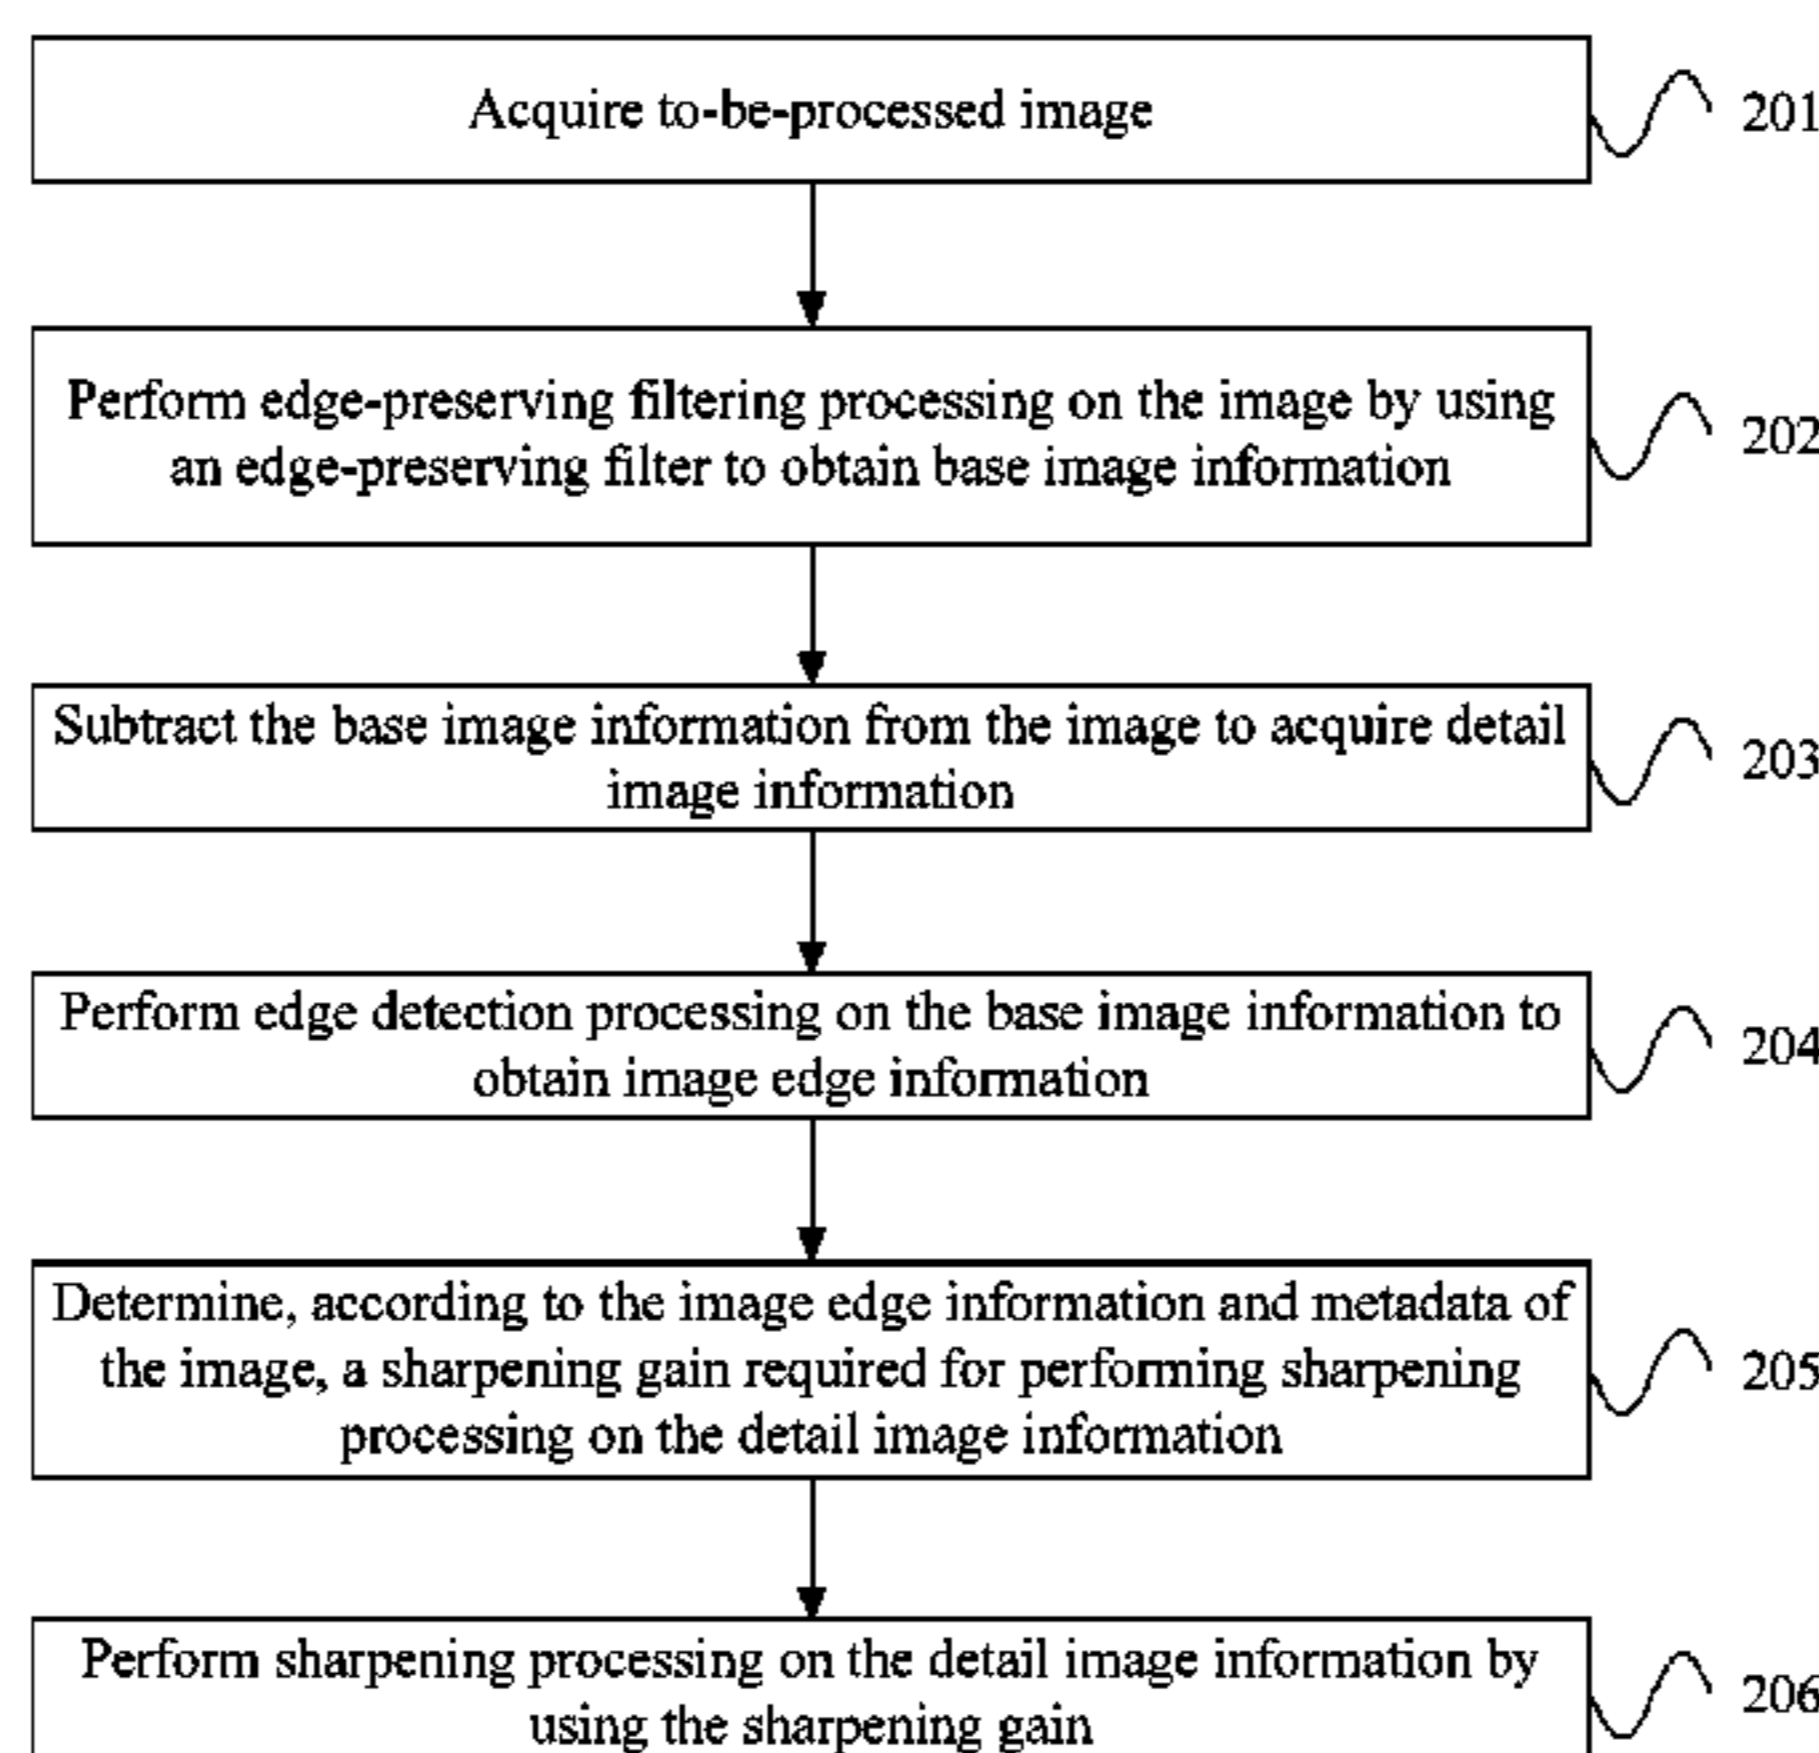 Acquire to-be-processed image
201
Perform edge-preserving filtering processing on the image by using
an edge-preserving filter to obtain base image information
202
Subtract the base image information from the image to acquire detail
image information
203
Perform edge detection processing on the base image information to
obtain image edge information
204
Determine, according to the image edge information and metadata of
the image, a sharpening gain required for performing sharpening
processing on the detail image information
205
Perform sharpening processing on the detail image information by
using the sharpening gain
206